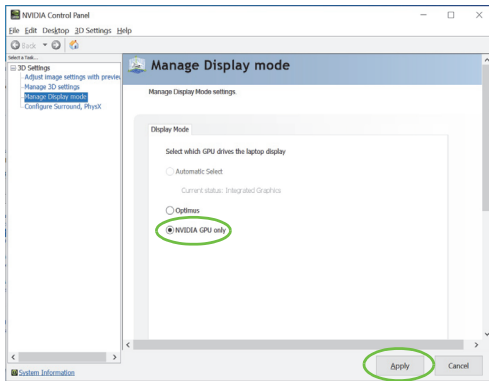 NVIDIA Control Panel
File Edit Desktop 3D Settings Help
Back
Select a Task...
3D Settings
Adjust image settings with preview
Manage 3D settings
Manage Display mode
Configure Surround, PhysX
Manage Display mode
Manage Display Mode settings.
Display Mode
Select which GPU drives the laptop display
Automatic Select
Current status: Integrated Graphics
Optimus
NVIDIA GPU only
System Information
Apply
Cancel